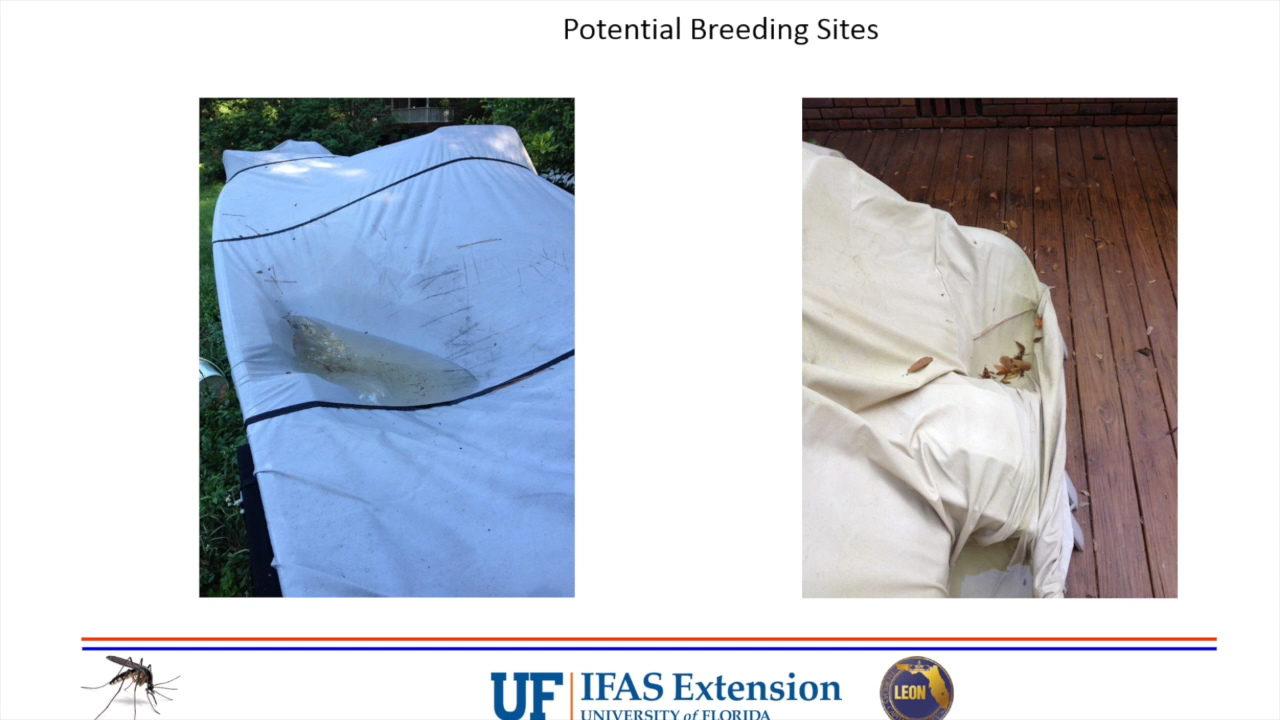 Potential Breeding Sites
UF
IFAS Extension
UNIVERSITY of FLORIDA
LEON